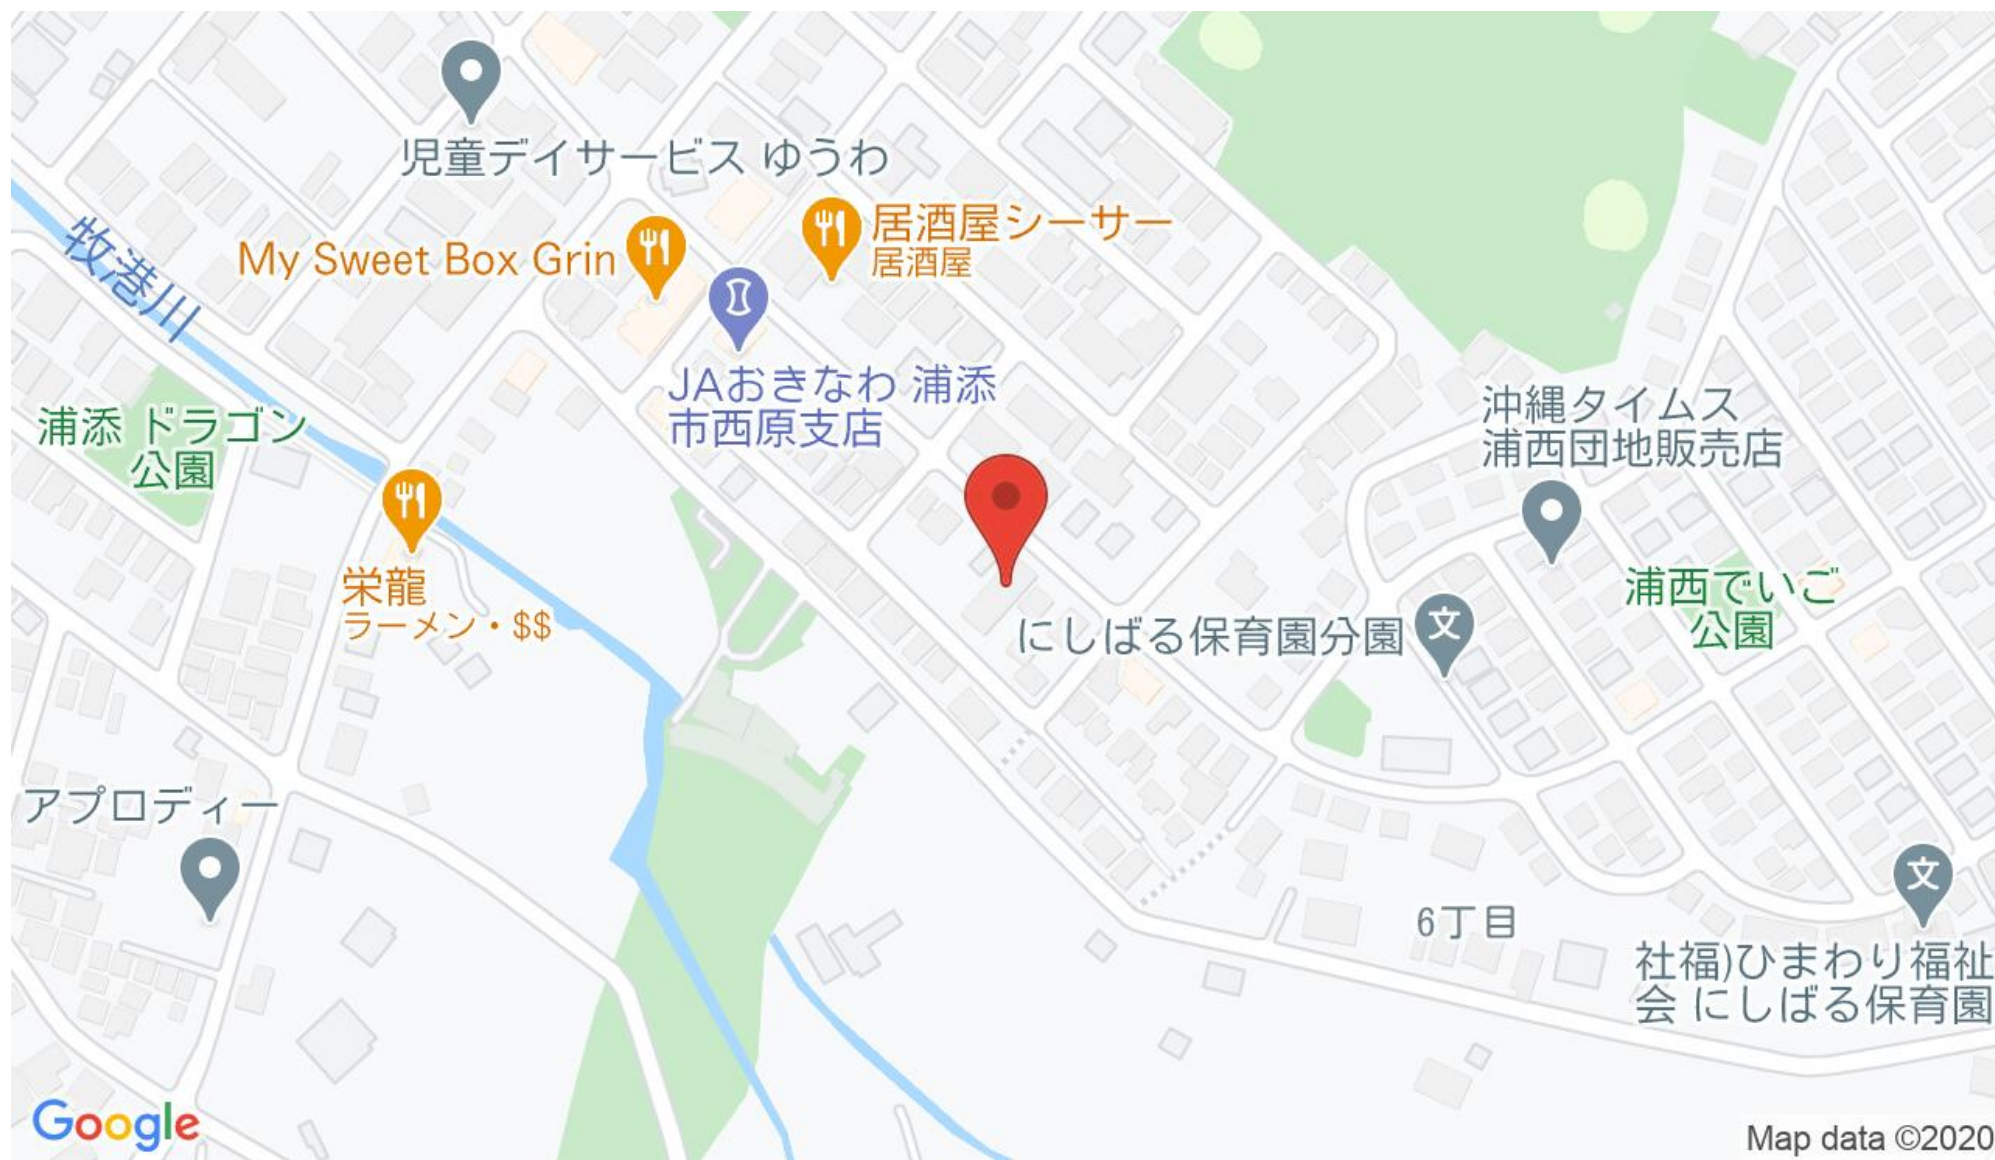 児童デイサービス ゆうわ
居酒屋シーサー
居酒屋
My Sweet Box Grin
牧港川
JAおきなわ 浦添
市西原支店
浦添 ドラゴン
公園
沖縄タイムス
浦西団地販売店
栄龍
ラーメン・$$
にしばる保育園分園
文
浦西でいご
公園
アプロディー
文
6丁目
社福)ひまわり福祉
会 にしばる保育園
Google
Map data ©2020